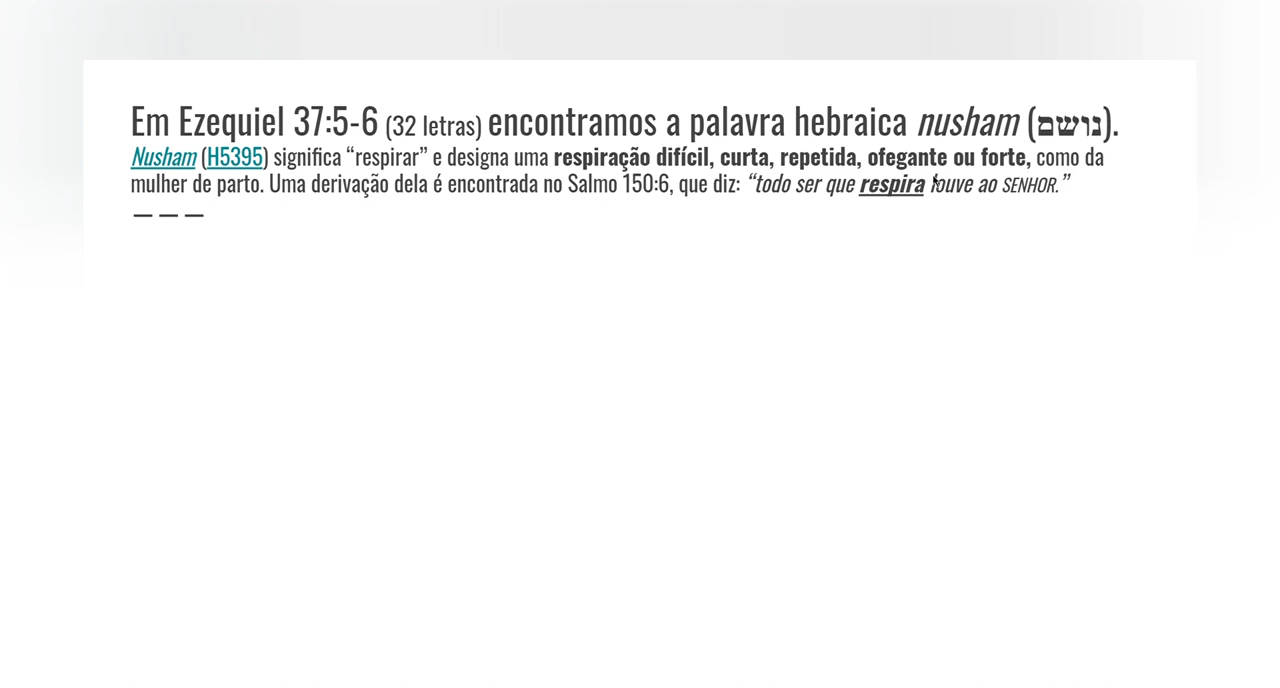 Em Ezequiel 37:5-6 (32 letras) encontramos a palavra hebraica nusham (נושם).
Nusham (H5395) significa “respirar” e designa uma respiração difícil, curta, repetida, ofegante ou forte, como da
mulher de parto. Uma derivação dela é encontrada no Salmo 150:6, que diz: “todo ser que respira louve ao SENHOR.”
— — —